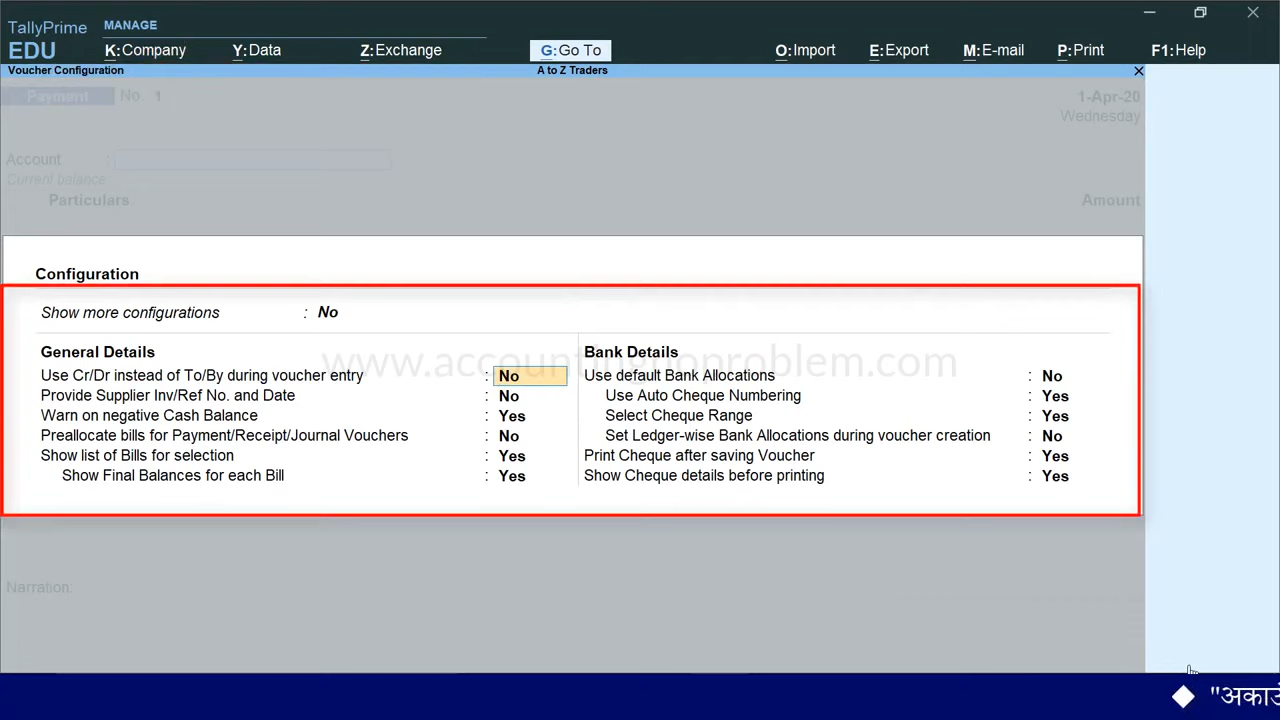 TallyPrime MANAGE
EDU K:Company Y:Data Z:Exchange G:Go To O:Import E:Export M:E-mail P:Print F1:Help
Voucher Configuration A to Z Traders
Payment No. 1 1-Apr-20
Wednesday
Account :
Current balance:
Particulars Amount
Configuration
Show more configurations : No
General Details
Use Cr/Dr instead of To/By during voucher entry : No
Provide Supplier Inv/Ref No. and Date : No
Warn on negative Cash Balance : Yes
Preallocate bills for Payment/Receipt/Journal Vouchers : No
Show list of Bills for selection : Yes
Show Final Balances for each Bill : Yes
Bank Details
Use default Bank Allocations : No
Use Auto Cheque Numbering : Yes
Select Cheque Range : Yes
Set Ledger-wise Bank Allocations during voucher creation : No
Print Cheque after saving Voucher : Yes
Show Cheque details before printing : Yes
www.accountingnoproblem.com
Narration: